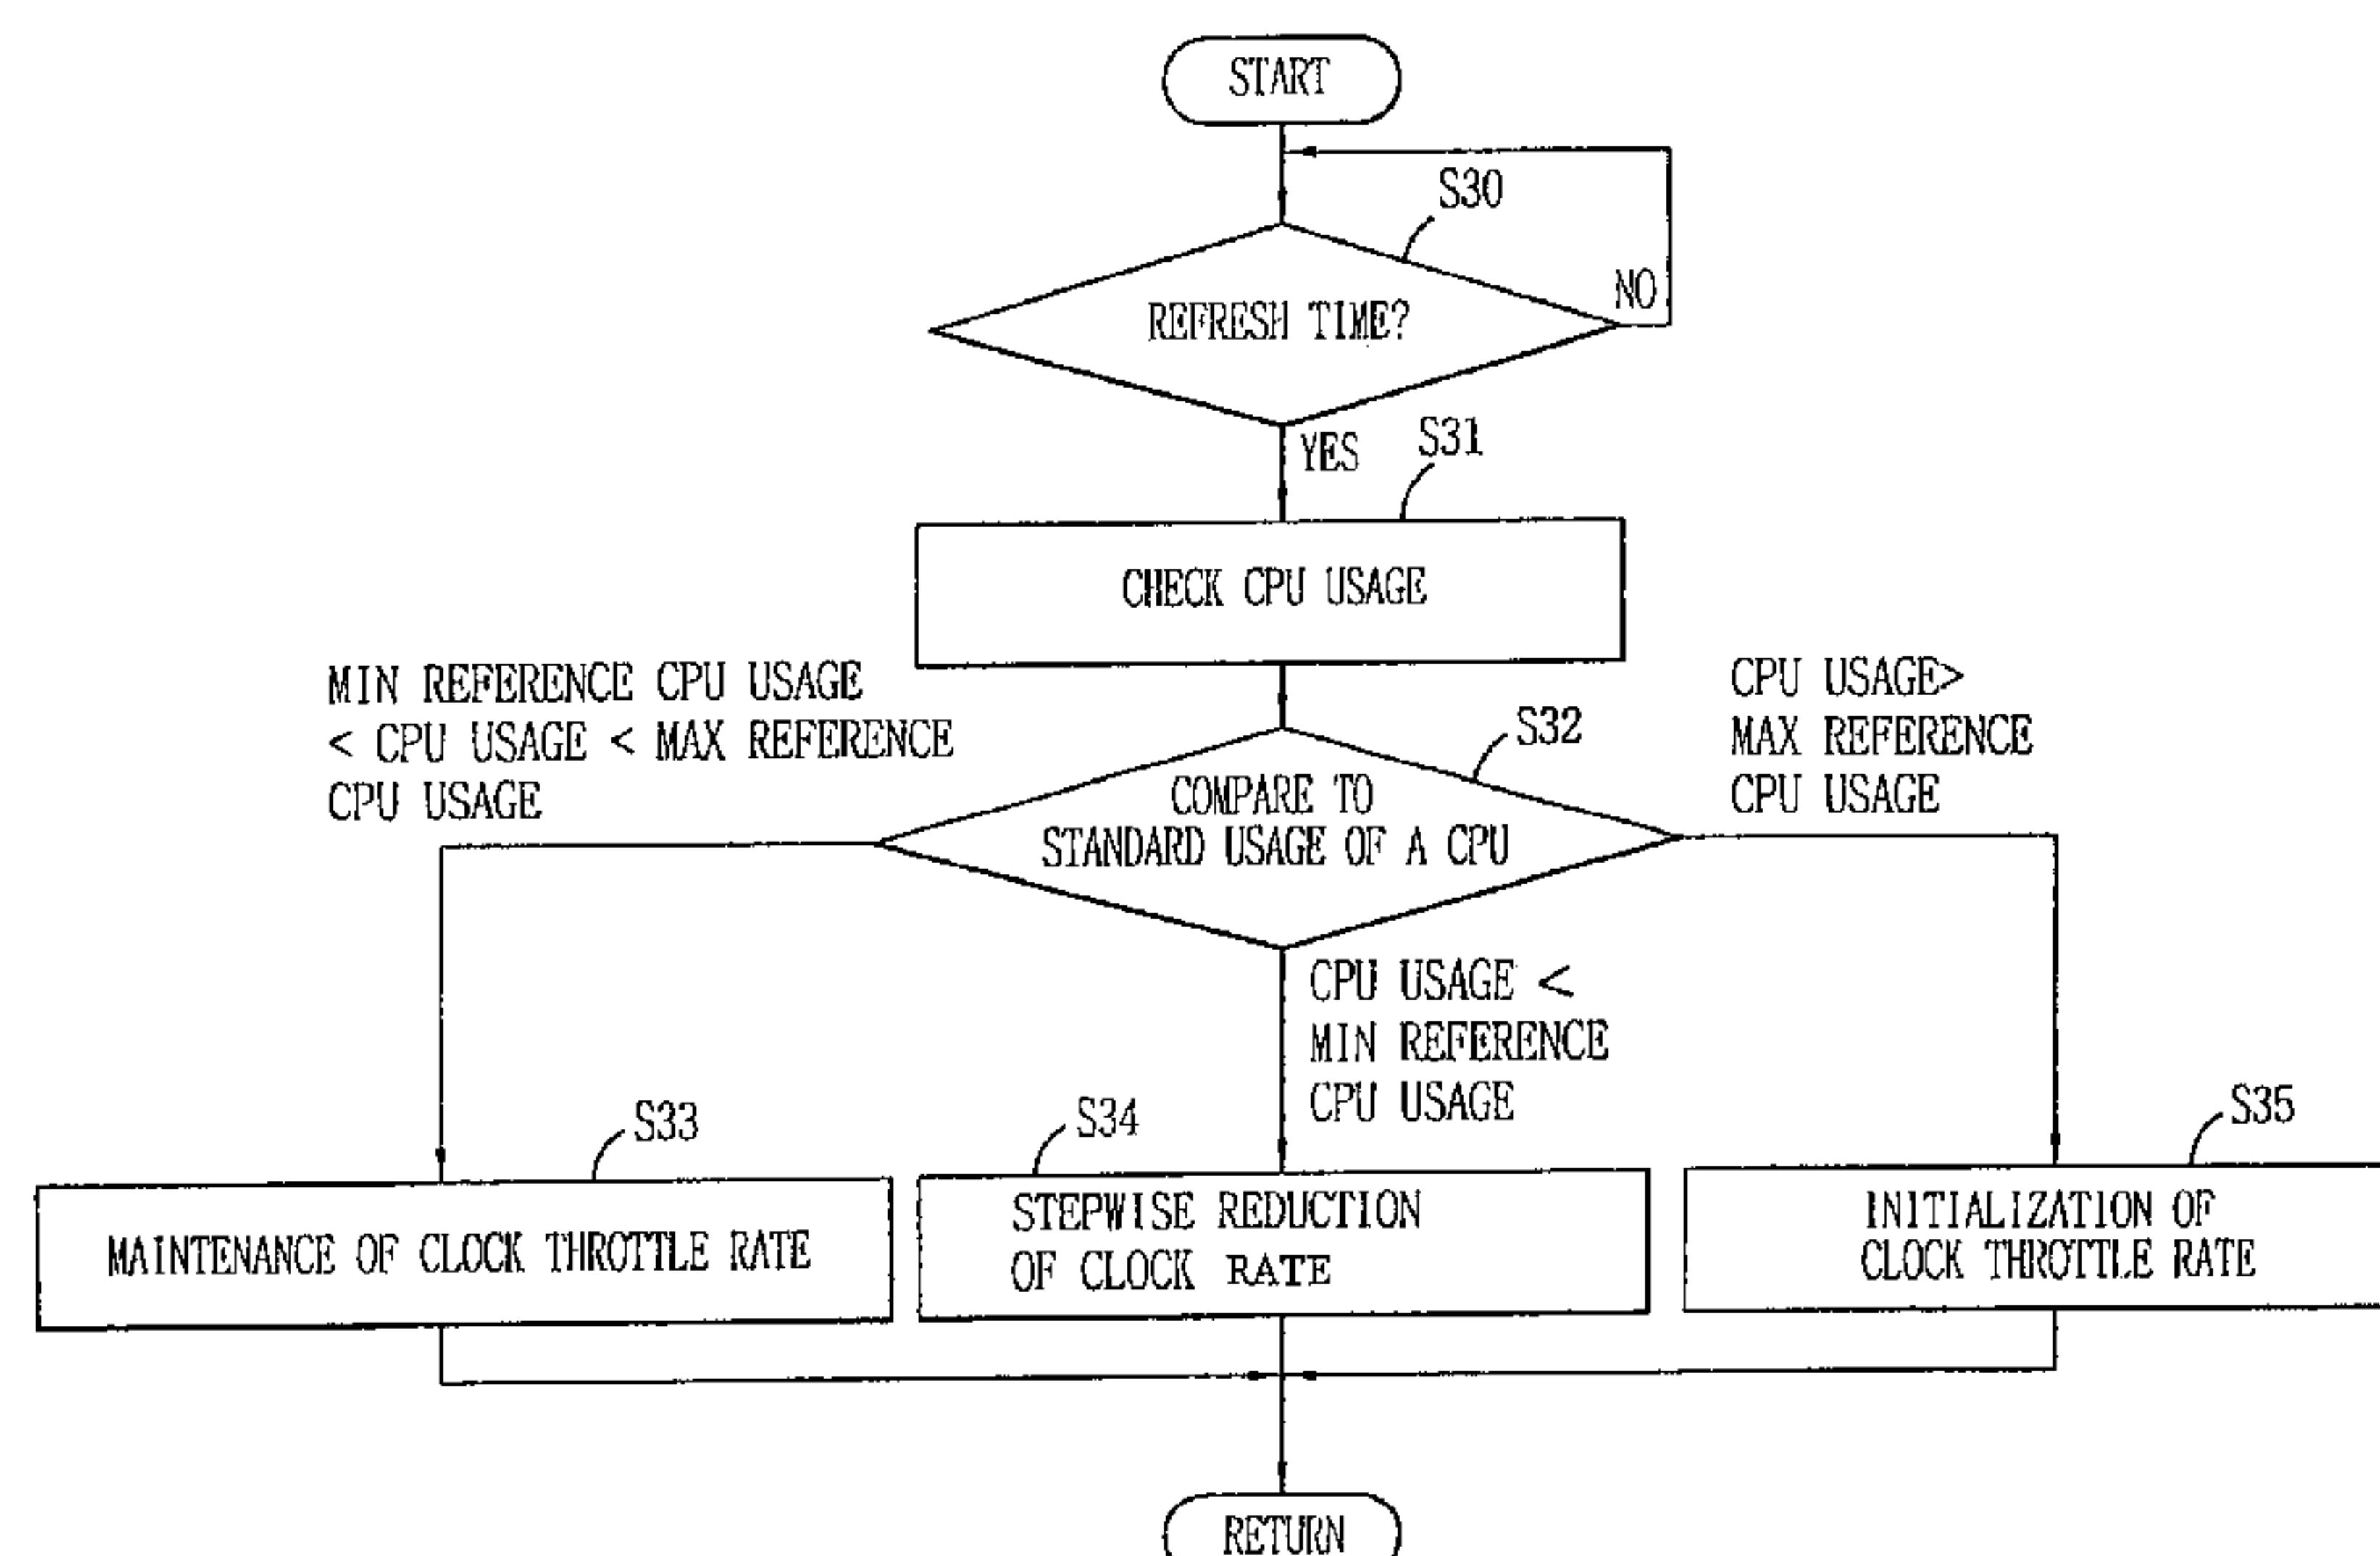 START
S30
NO
REFRESH TIME?
YES
S31
CHECK CPU USAGE
MIN REFERENCE CPU USAGE
< CPU USAGE < MAX REFERENCE
CPU USAGE
CPU USAGE>
MAX REFERENCE
CPU USAGE
S32
COMPARE TO
STANDARD USAGE OF A CPU
CPU USAGE <
MIN REFERENCE
CPU USAGE
S33
MAINTENANCE OF CLOCK THROTTLE RATE
S34
STEPWISE REDUCTION
OF CLOCK RATE
S35
INITIALIZATION OF
CLOCK THROTTLE RATE
RETURN